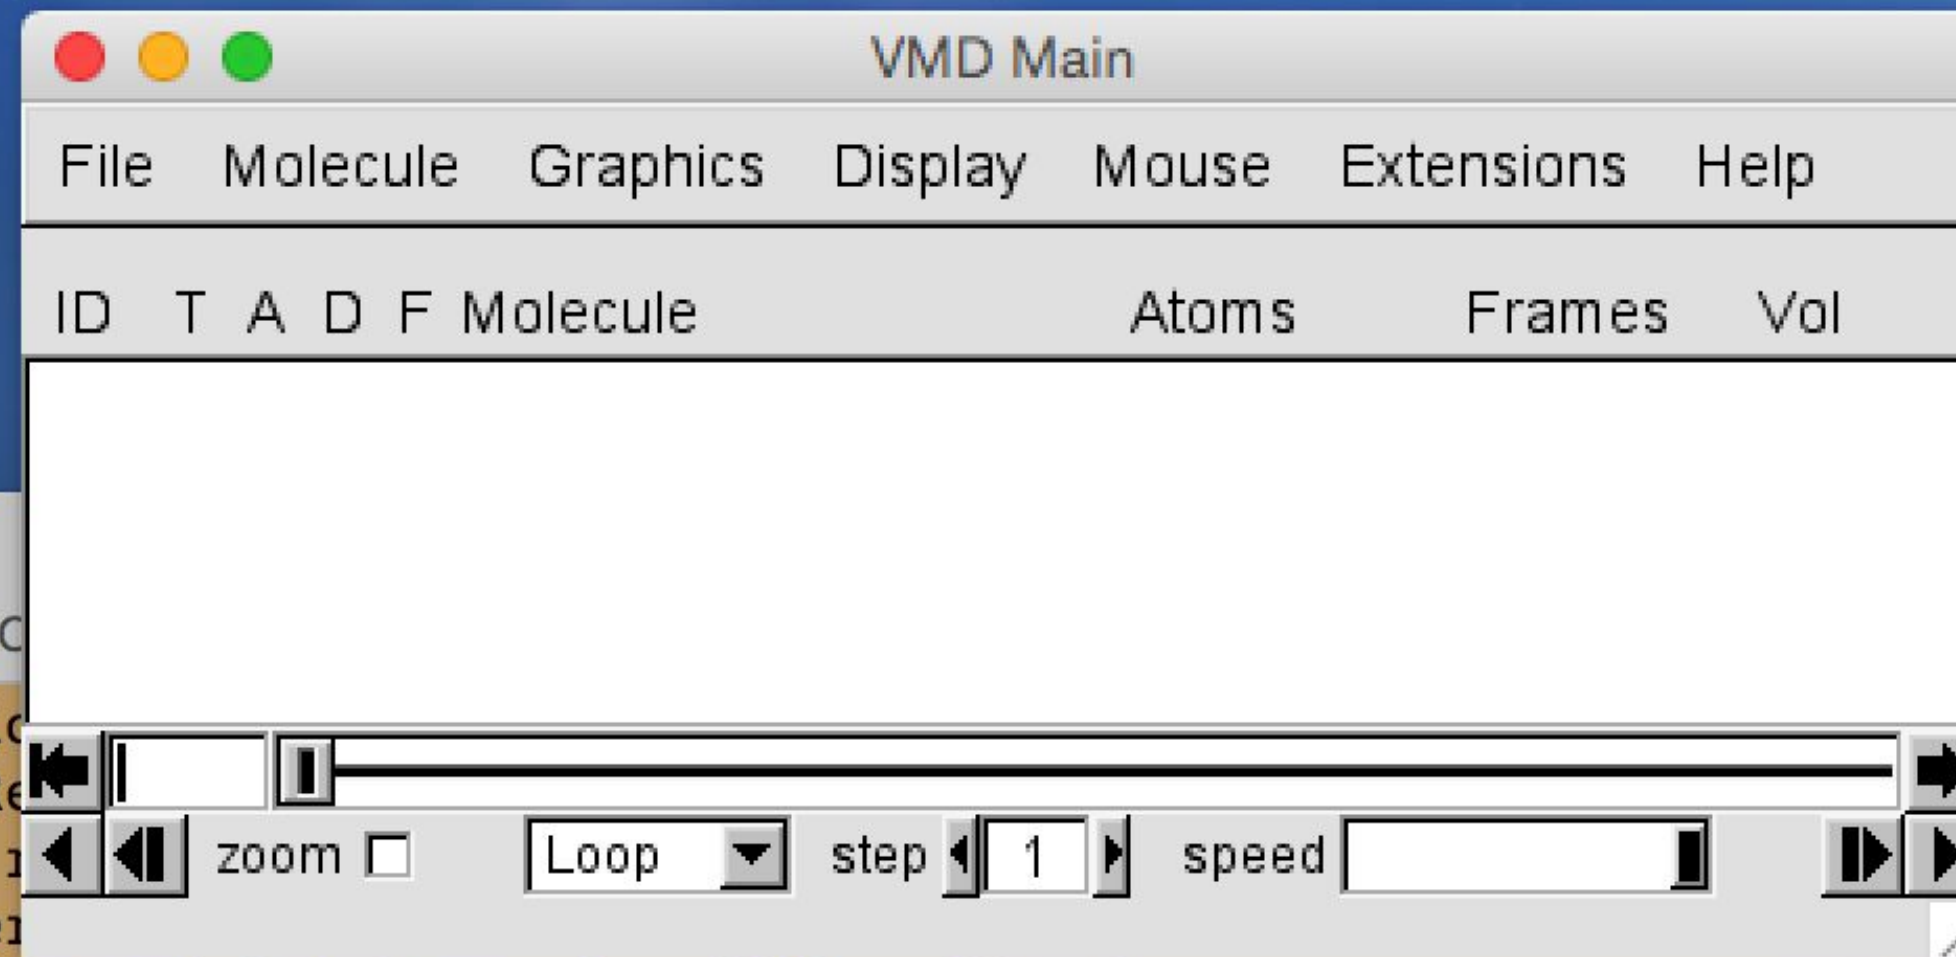 VMD Main
File Molecule Graphics Display Mouse Extensions Help
ID T A D F Molecule Atoms Frames Vol
zoom Loop step 1 speed